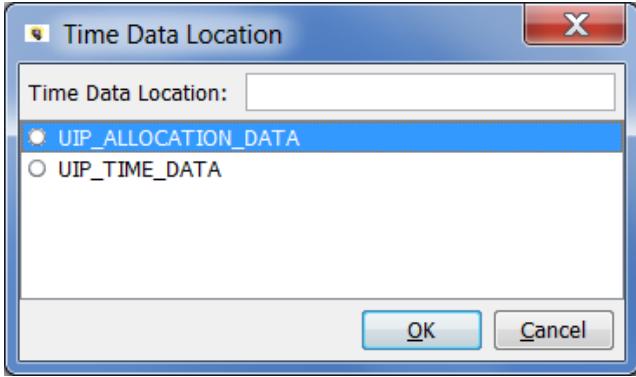 Time Data Location
Time Data Location:
UIP_ALLOCATION_DATA
UIP_TIME_DATA
OK
Cancel